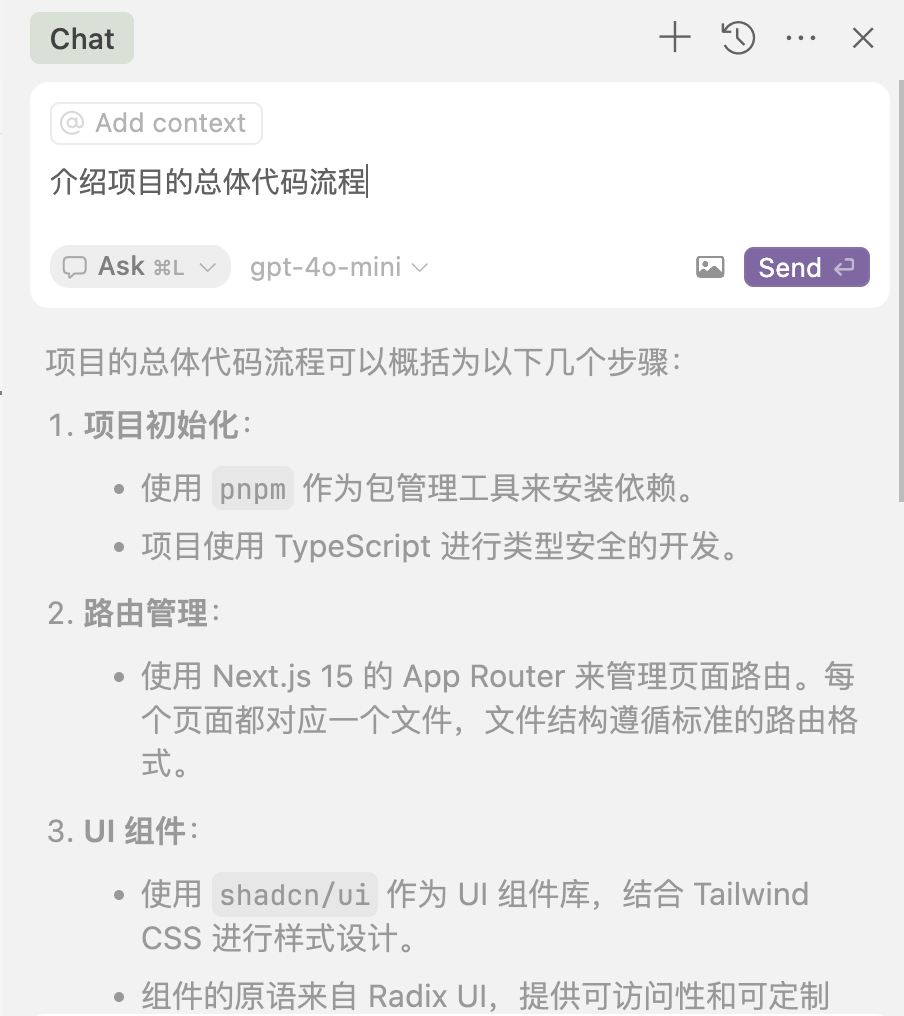 Chat
@ Add context
介绍项目的总体代码流程
Ask ⌘L gpt-4o-mini Send
项目的总体代码流程可以概括为以下几个步骤：
1. 项目初始化：
• 使用 pnpm 作为包管理工具来安装依赖。
• 项目使用 TypeScript 进行类型安全的开发。
2. 路由管理：
• 使用 Next.js 15 的 App Router 来管理页面路由。每
个页面都对应一个文件，文件结构遵循标准的路由格
式。
3. UI 组件：
• 使用 shadcn/ui 作为 UI 组件库，结合 Tailwind
CSS 进行样式设计。
• 组件的原语来自 Radix UI，提供可访问性和可定制